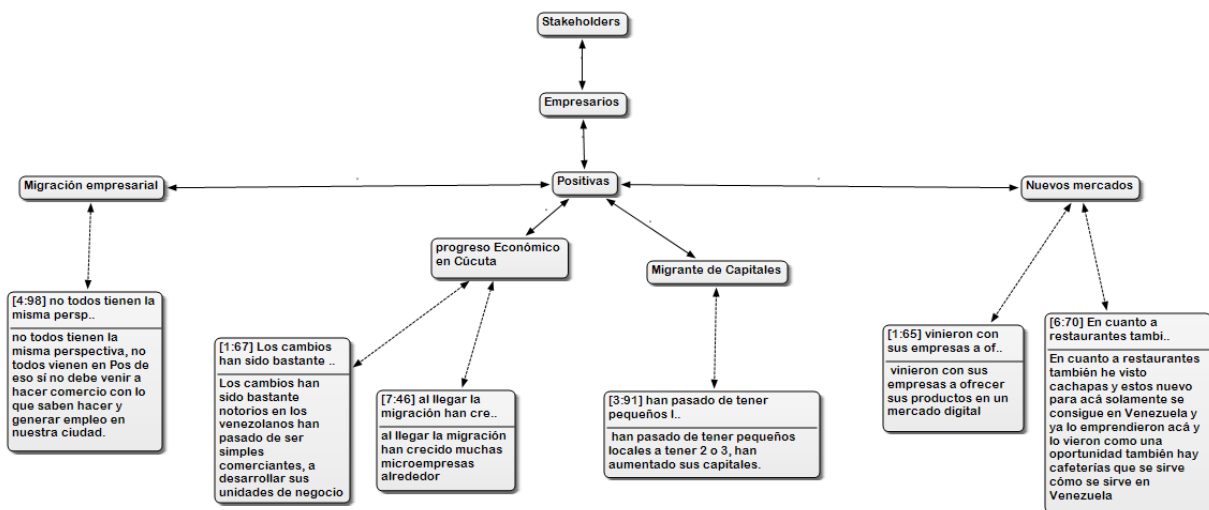 Stakeholders
Empresarios
Positivas
Migración empresarial
Nuevos mercados
progreso Económico
en Cúcuta
Migrante de Capitales
[4:98] no todos tienen la
misma persp..
no todos tienen la
misma perspectiva, no
todos vienen en Pos de
eso sí no debe venir a
hacer comercio con lo
que saben hacer y
generar empleo en
nuestra ciudad.
[1:67] Los cambios
han sido bastante ..
Los cambios han
sido bastante
notorios en los
venezolanos han
pasado de ser
simples
comerciantes, a
desarrollar sus
unidades de negocio
[7:46] al llegar la
migración han cre..
al llegar la migración
han crecido muchas
microempresas
alrededor
[3:91] han pasado de tener
pequeños l..
han pasado de tener pequeños
locales a tener 2 o 3, han
aumentado sus capitales.
[1:65] vinieron con
sus empresas a of..
vinieron con sus
empresas a ofrecer
sus productos en un
mercado digital
[6:70] En cuanto a
restaurantes tambi..
En cuanto a restaurantes
también he visto
cachapas y estos nuevo
para acá solamente se
consigue en Venezuela y
ya lo emprendieron acá y
lo vieron como una
oportunidad también hay
cafeterías que se sirve
cómo se sirve en
Venezuela